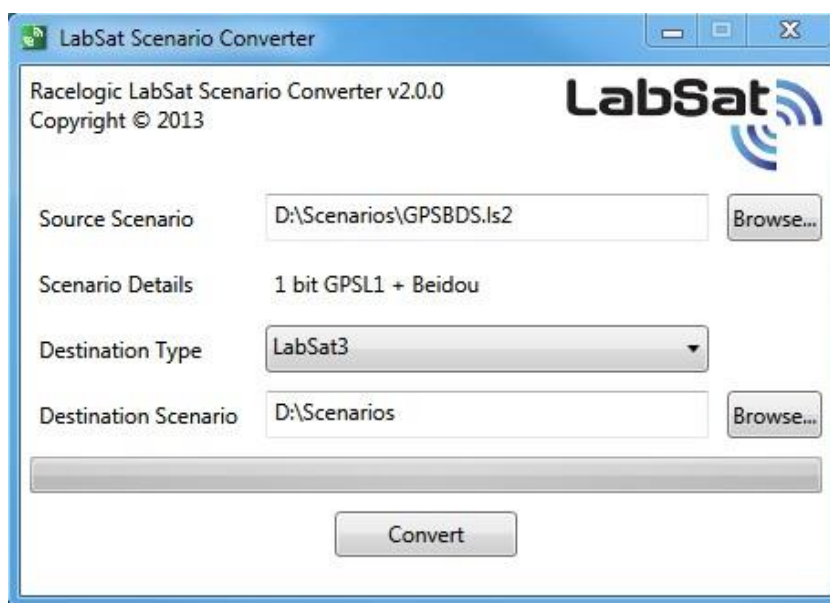 LabSat Scenario Converter
Racelogic LabSat Scenario Converter v2.0.0
Copyright © 2013
LabSat
Source Scenario D:\Scenarios\GPSBDS.ls2 Browse...
Scenario Details 1 bit GPSL1 + Beidou
Destination Type LabSat3
Destination Scenario D:\Scenarios Browse...
Convert